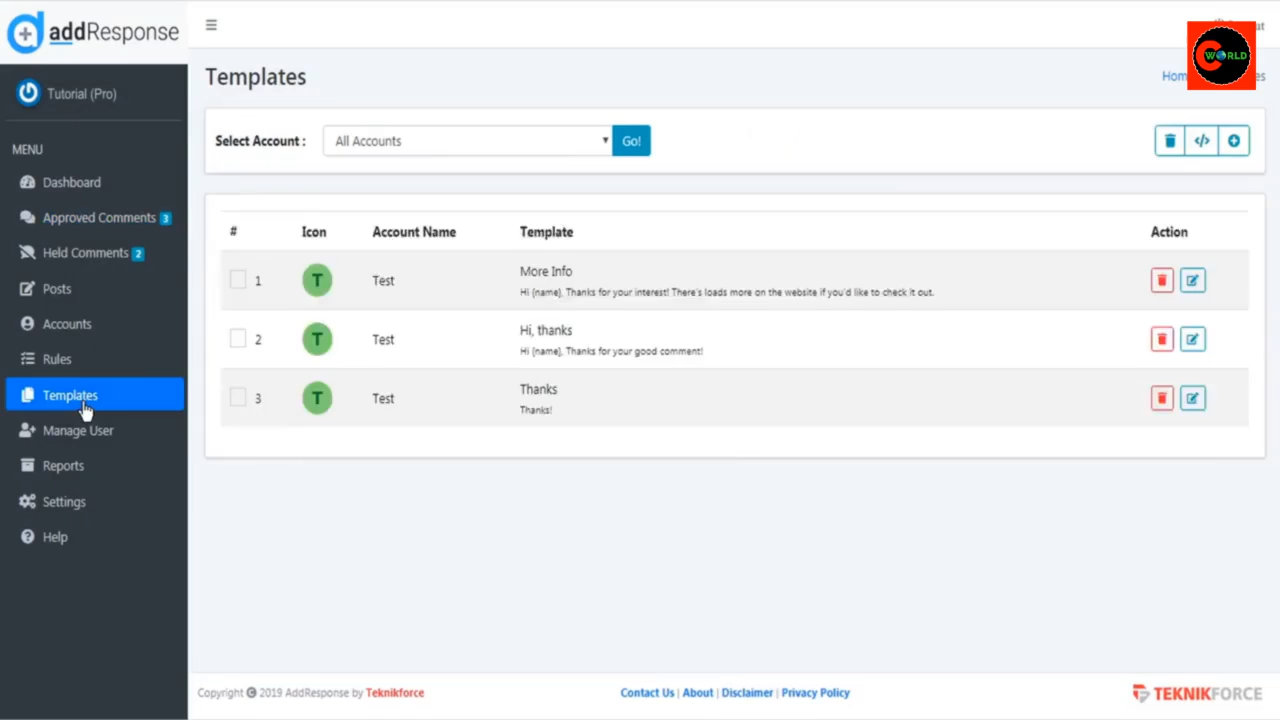 addResponse
Tutorial (Pro)
MENU
Dashboard
Approved Comments 3
Held Comments 2
Posts
Accounts
Rules
Templates
Manage User
Reports
Settings
Help
C WORLD
Templates
Select Account : All Accounts Go!
# Icon Account Name Template Action
1 T Test More Info
Hi {name}, Thanks for your interest! There's loads more on the website if you'd like to check it out.
2 T Test Hi, thanks
Hi {name}, Thanks for your good comment!
3 T Test Thanks
Thanks!
Copyright © 2019 AddResponse by Teknikforce
Contact Us | About | Disclaimer | Privacy Policy
TEKNIKFORCE